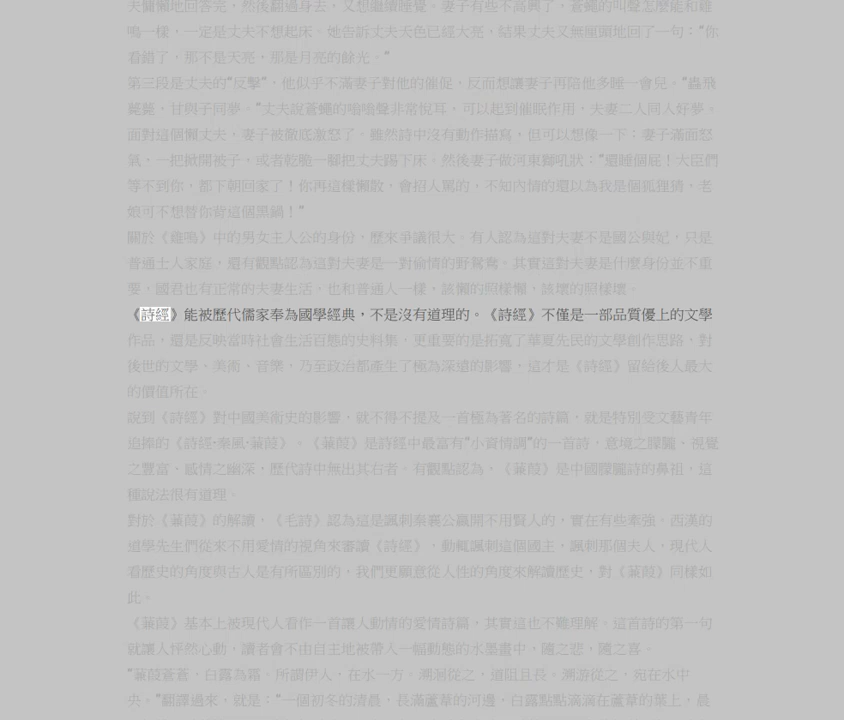 夫慵懶地回答完，然後翻過身去，又想繼續睡覺。妻子有些不高興了，蒼蠅的叫聲怎麼能和雞
鳴一樣，一定是丈夫不想起床。她告訴丈夫天色已經大亮，結果丈夫又無厘頭地回了一句："你
看錯了，那不是天亮，那是月亮的餘光。"
第三段是丈夫的"反擊"，他似乎不滿妻子對他的催促，反而想讓妻子再陪他多睡一會兒。"蟲飛
薨薨，甘與子同夢。"丈夫說蒼蠅的嗡嗡聲非常悅耳，可以起到催眠作用，夫妻二人同入好夢。
面對這個懶丈夫，妻子被徹底激怒了。雖然詩中沒有動作描寫，但可以想像一下：妻子滿面怒
氣，一把掀開被子，或者乾脆一腳把丈夫踢下床，然後妻子做河東獅吼狀："還睡個屁！大臣們
等不到你，都下朝回家了！你再這樣懶散，會招人罵的，不知內情的還以為我是個狐狸精，老
娘可不想替你背這個黑鍋！"
關於《雞鳴》中的男女主人公的身份，歷來爭議很大。有人認為這對夫妻不是國公與妃，只是
普通士人家庭，還有觀點認為這對夫妻是一對偷情的野鴛鴦。其實這對夫妻是什麼身份並不重
要，國君也有正常的夫妻生活。也和普通人一樣，該懶的照樣懶，該壞的照樣壞。
《詩經》能被歷代儒家奉為國學經典，不是沒有道理的。《詩經》不僅是一部品質優上的文學
作品，還是反映當時社會生活百態的史料集，更重要的是拓寬了華夏先民的文學創作思路，對
後世的文學、美術、音樂，乃至政治都產生了極為深遠的影響，這才是《詩經》留給後人最大
的價值所在。
說到《詩經》對中國美術史的影響，就不得不提及一首極為著名的詩篇，就是特別受文藝青年
追捧的《詩經·秦風·蒹葭》。《蒹葭》是詩經中最富有"小資情調"的一首詩，意境之朦朧，視覺
之豐富，感情之幽深，歷代詩中無出其右者。有觀點認為，《蒹葭》是中國朦朧詩的鼻祖，這
種說法很有道理。
對於《蒹葭》的解讀，《毛詩》認為這是諷刺秦襄公嬴開不用賢人的，實在有些牽強。西漢的
道學先生們從來不用愛情的視角來審讀《詩經》，動輒諷刺這個國主，諷刺那個夫人，現代人
看歷史的角度與古人是有所區別的，我們更願意從人性的角度來解讀歷史，對《蒹葭》同樣如
此。
《蒹葭》基本上被現代人看作一首讓人動情的愛情詩篇，其實這也不難理解。這首詩的第一句
就讓人怦然心動，讀者會不由自主地被帶人一幅動態的水墨畫中，隨之悲，隨之喜。
"蒹葭蒼蒼，白露為霜。所謂伊人，在水一方。溯洄從之，道阻且長。溯游從之，宛在水中
央。"翻譯過來，就是："一個初冬的清晨，長滿蘆葦的河邊，白露點點滴滴在蘆葦的葉上，晨